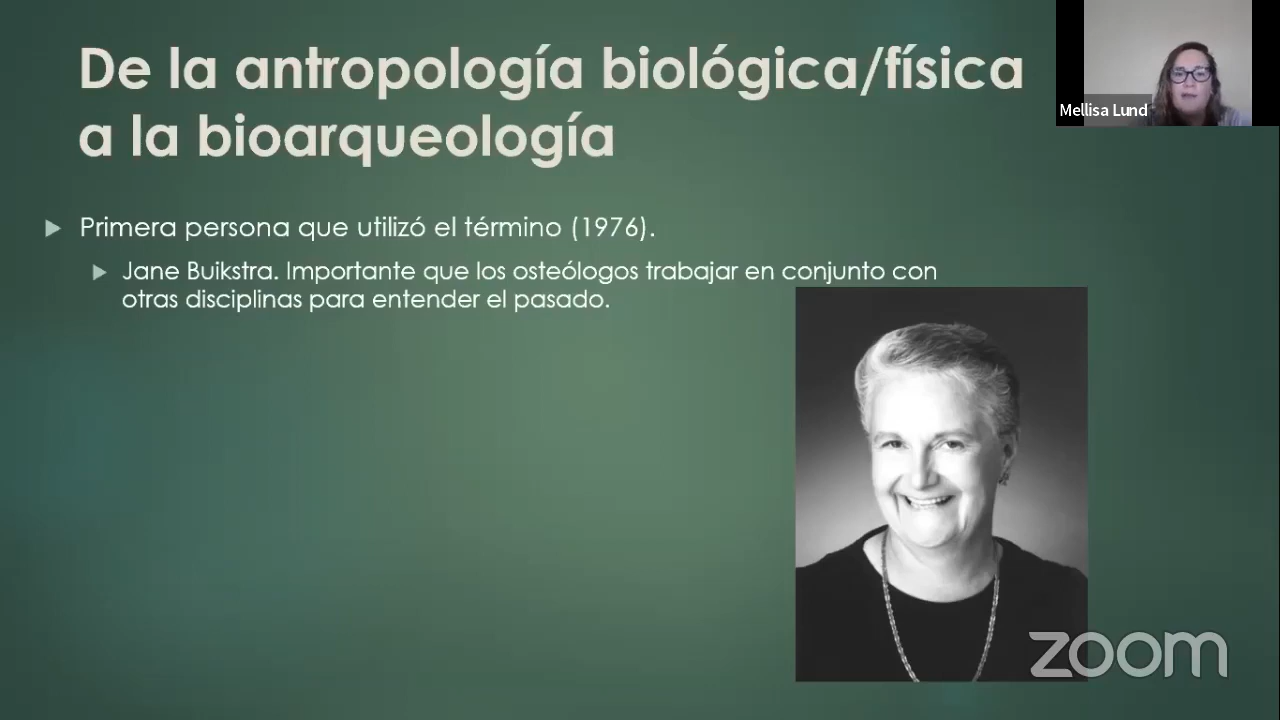 De la antropología biológica/física
a la bioarqueología
Mellisa Lund
Primera persona que utilizó el término (1976).
Jane Buikstra. Importante que los osteólogos trabajar en conjunto con
otras disciplinas para entender el pasado.
zoom